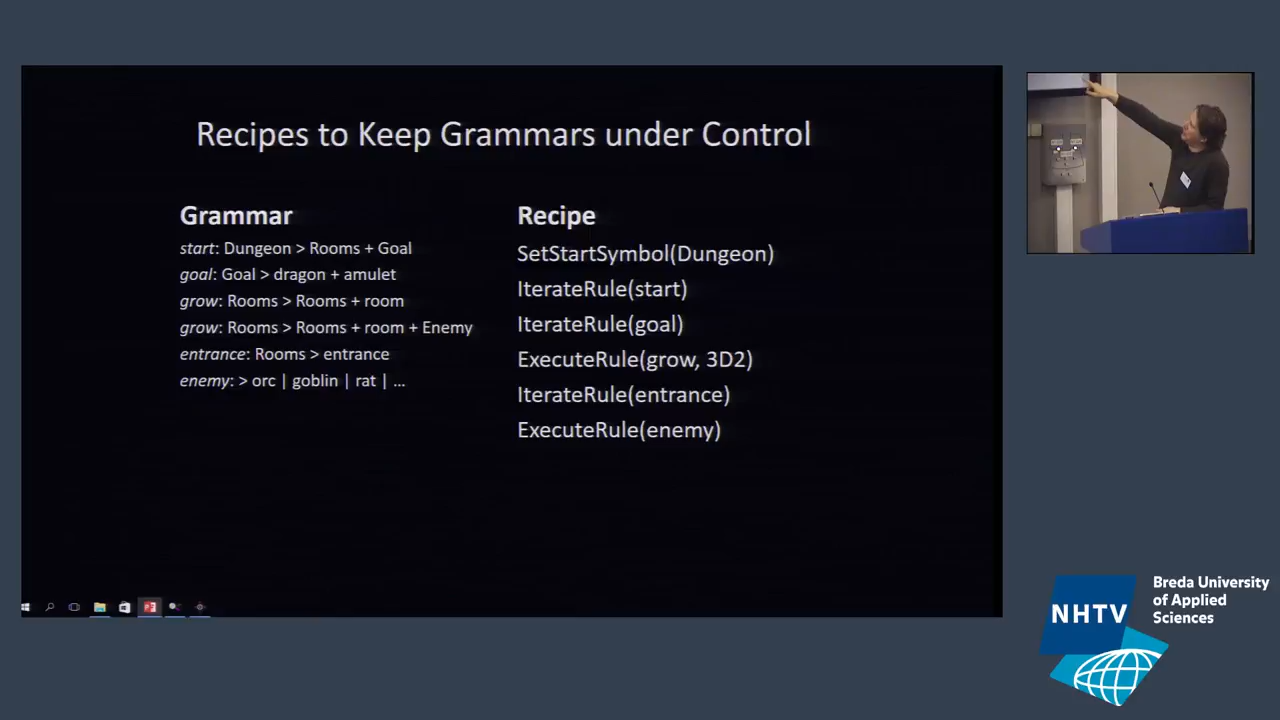 Recipes to Keep Grammars under Control
Grammar
start: Dungeon > Rooms + Goal
goal: Goal > dragon + amulet
grow: Rooms > Rooms + room
grow: Rooms > Rooms + room + Enemy
entrance: Rooms > entrance
enemy: > orc | goblin | rat | ...
Recipe
SetStartSymbol(Dungeon)
IterateRule(start)
IterateRule(goal)
ExecuteRule(grow, 3D2)
IterateRule(entrance)
ExecuteRule(enemy)
NHTV
Breda University
of Applied
Sciences